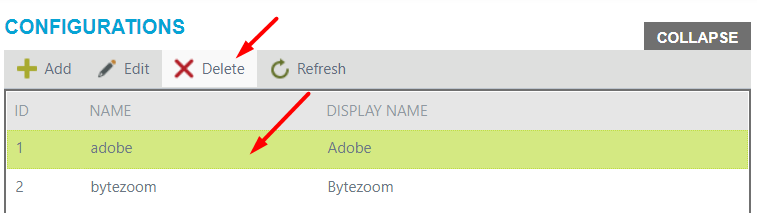 CONFIGURATIONS
COLLAPSE
Add Edit Delete Refresh
ID NAME DISPLAY NAME
1 adobe Adobe
2 bytezoom Bytezoom